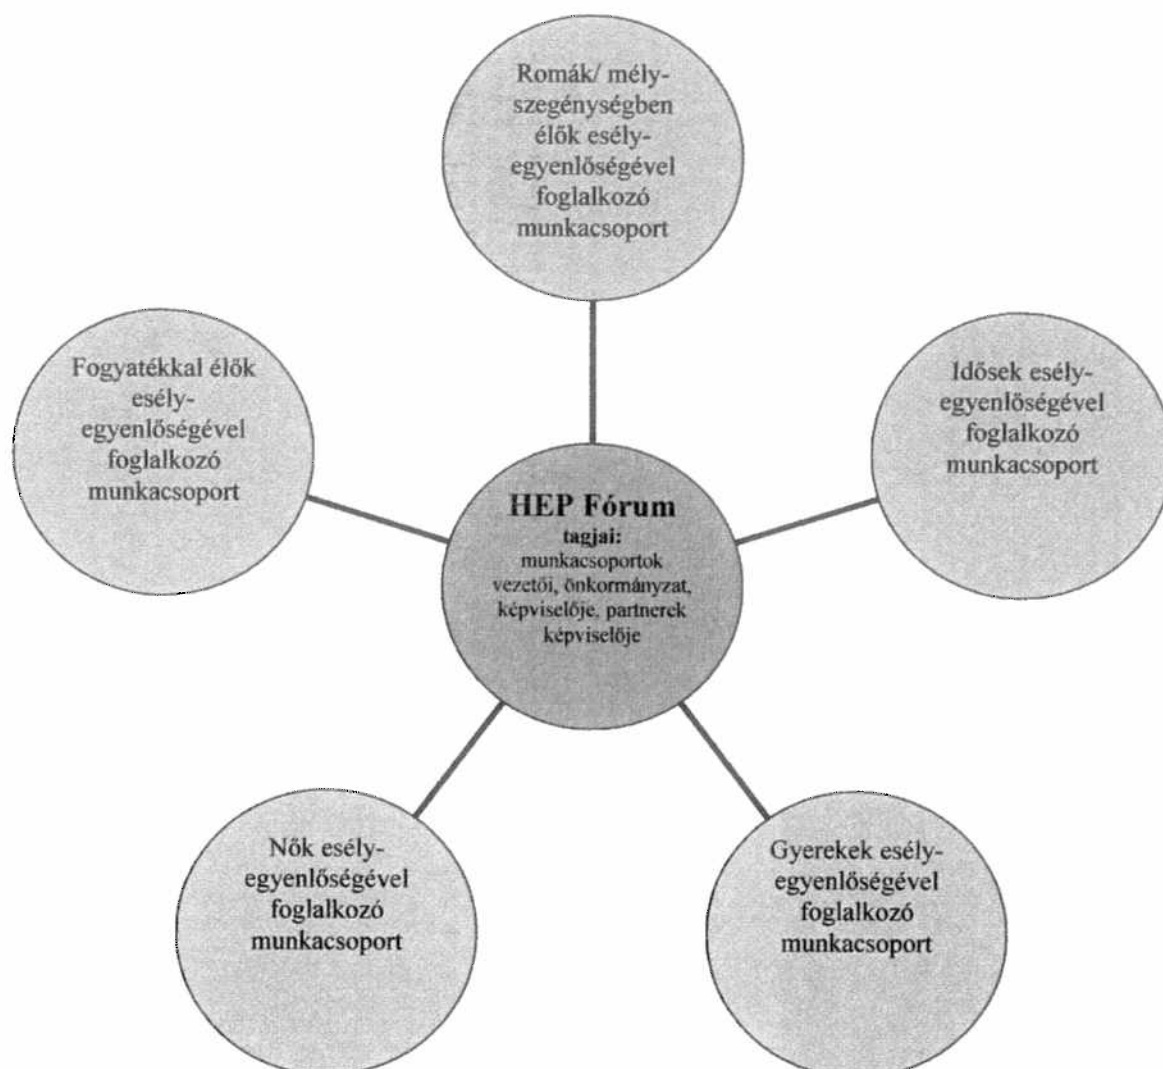 Romák/ mély-
szegénységben
élők esély-
egyenlőségével
foglalkozó
munkacsoport
Fogyatékkal élők
esély-
egyenlőségével
foglalkozó
munkacsoport
Idősek esély-
egyenlőségével
foglalkozó
munkacsoport
HEP Fórum
tagjai:
munkacsoportok
vezetői, önkormányzat,
képviselője, partnerek
képviselője
Nők esély-
egyenlőségével
foglalkozó
munkacsoport
Gyerekek esély-
egyenlőségével
foglalkozó
munkacsoport